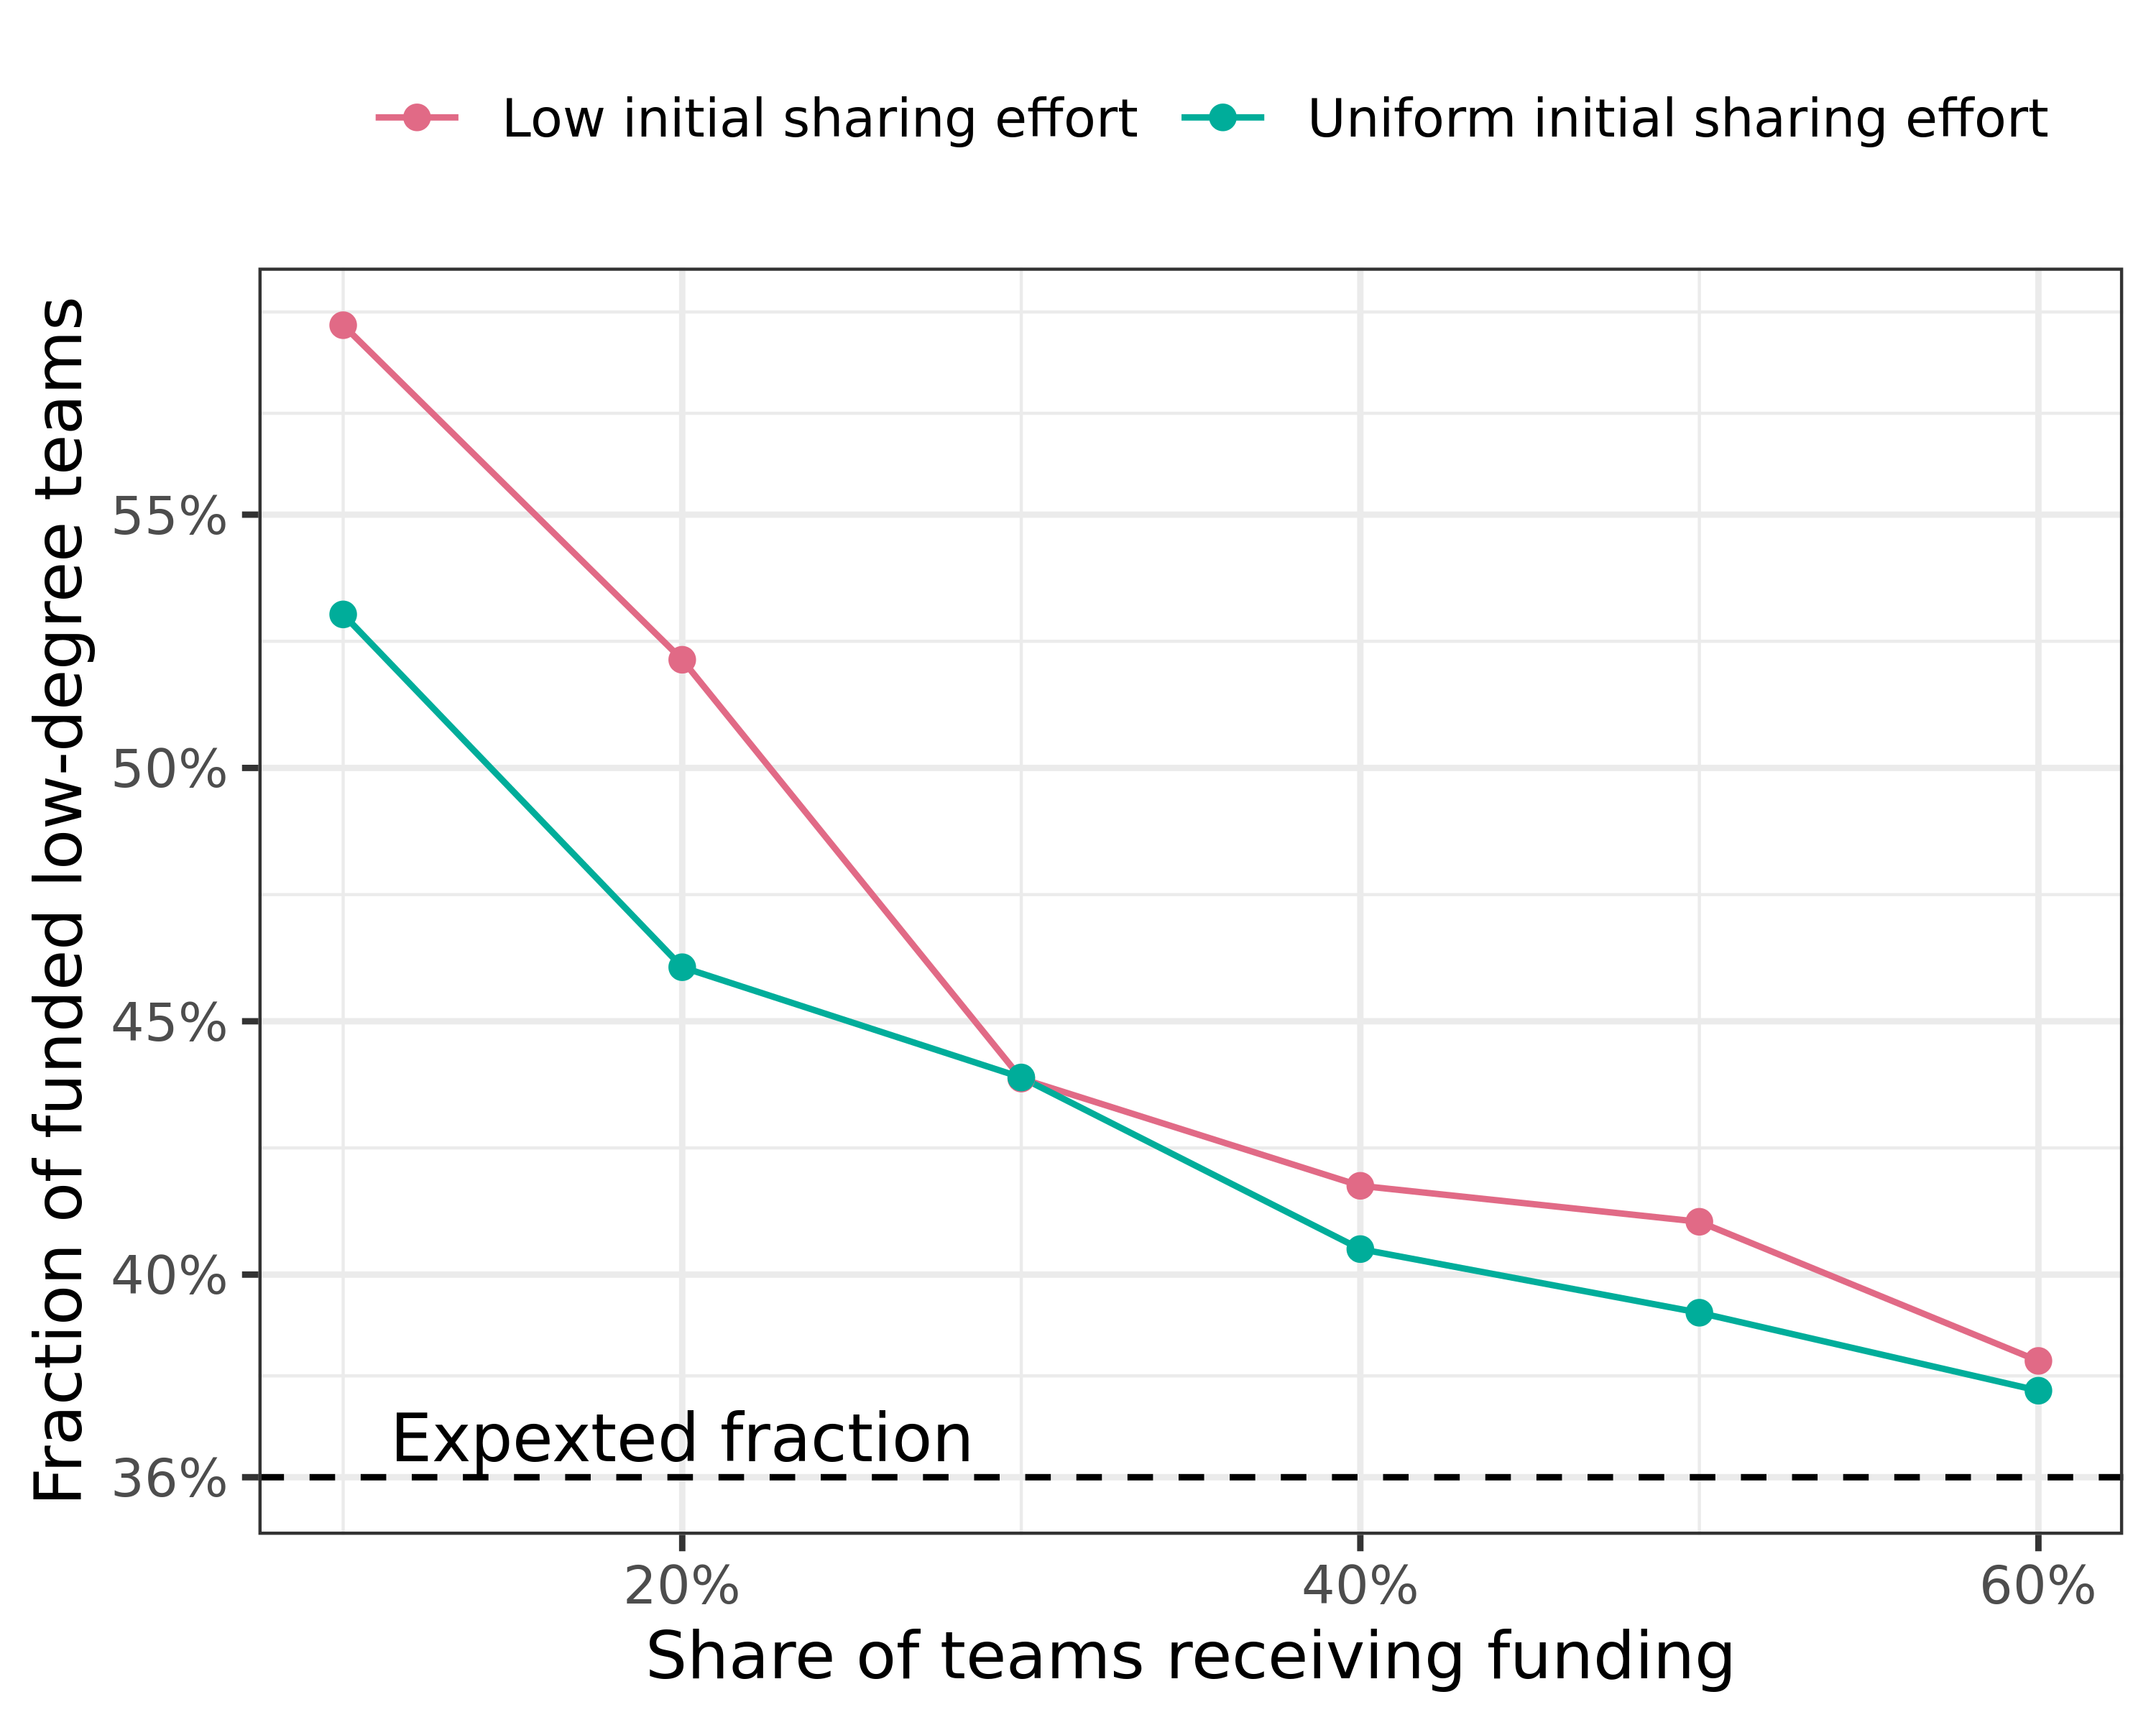 Low initial sharing effort
Uniform initial sharing effort
Fraction of funded low-degree teams
55%
50%
45%
40%
36%
Expexted fraction
20%
40%
60%
Share of teams receiving funding